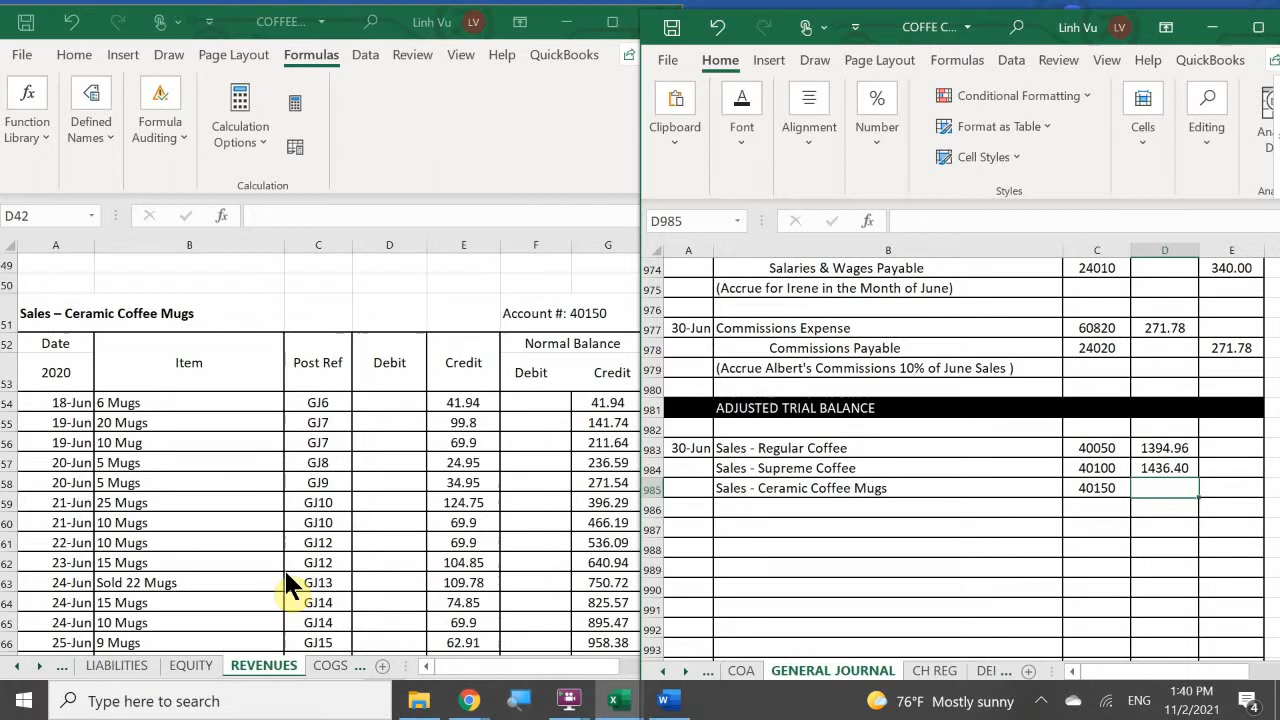 COFFEE...
Linh Vu
LV
File Home Insert Draw Page Layout Formulas Data Review View Help QuickBooks
Function Library
Defined Names
Formula Auditing
Calculation Options
Calculation
D42
fx
A B C D E F G
49
50
51 Sales – Ceramic Coffee Mugs Account #: 40150
52 Date Item Post Ref Debit Credit Normal Balance
53 2020 Debit Credit
54 18-Jun 6 Mugs GJ6 41.94 41.94
55 19-Jun 20 Mugs GJ7 99.8 141.74
56 19-Jun 10 Mug GJ7 69.9 211.64
57 20-Jun 5 Mugs GJ8 24.95 236.59
58 20-Jun 5 Mugs GJ9 34.95 271.54
59 21-Jun 25 Mugs GJ10 124.75 396.29
60 21-Jun 10 Mugs GJ10 69.9 466.19
61 22-Jun 10 Mugs GJ12 69.9 536.09
62 23-Jun 15 Mugs GJ12 104.85 640.94
63 24-Jun Sold 22 Mugs GJ13 109.78 750.72
64 24-Jun 15 Mugs GJ14 74.85 825.57
65 24-Jun 10 Mugs GJ14 69.9 895.47
66 25-Jun 9 Mugs GJ15 62.91 958.38
... LIABILITIES EQUITY REVENUES COGS ...
COFFE C...
Linh Vu
LV
File Home Insert Draw Page Layout Formulas Data Review View Help QuickBooks
Clipboard
Font
Alignment
Number
Conditional Formatting
Format as Table
Cell Styles
Styles
Cells
Editing
D985
fx
A B C D E
974 Salaries & Wages Payable 24010 340.00
975 (Accrue for Irene in the Month of June)
976
977 30-Jun Commissions Expense 60820 271.78
978 Commissions Payable 24020 271.78
979 (Accrue Albert's Commissions 10% of June Sales )
980
981 ADJUSTED TRIAL BALANCE
982
983 30-Jun Sales - Regular Coffee 40050 1394.96
984 Sales - Supreme Coffee 40100 1436.40
985 Sales - Ceramic Coffee Mugs 40150
986
987
988
989
990
991
992
993
... COA GENERAL JOURNAL CH REG DEI ...
Type here to search
76°F Mostly sunny
ENG
1:40 PM
11/2/2021
4